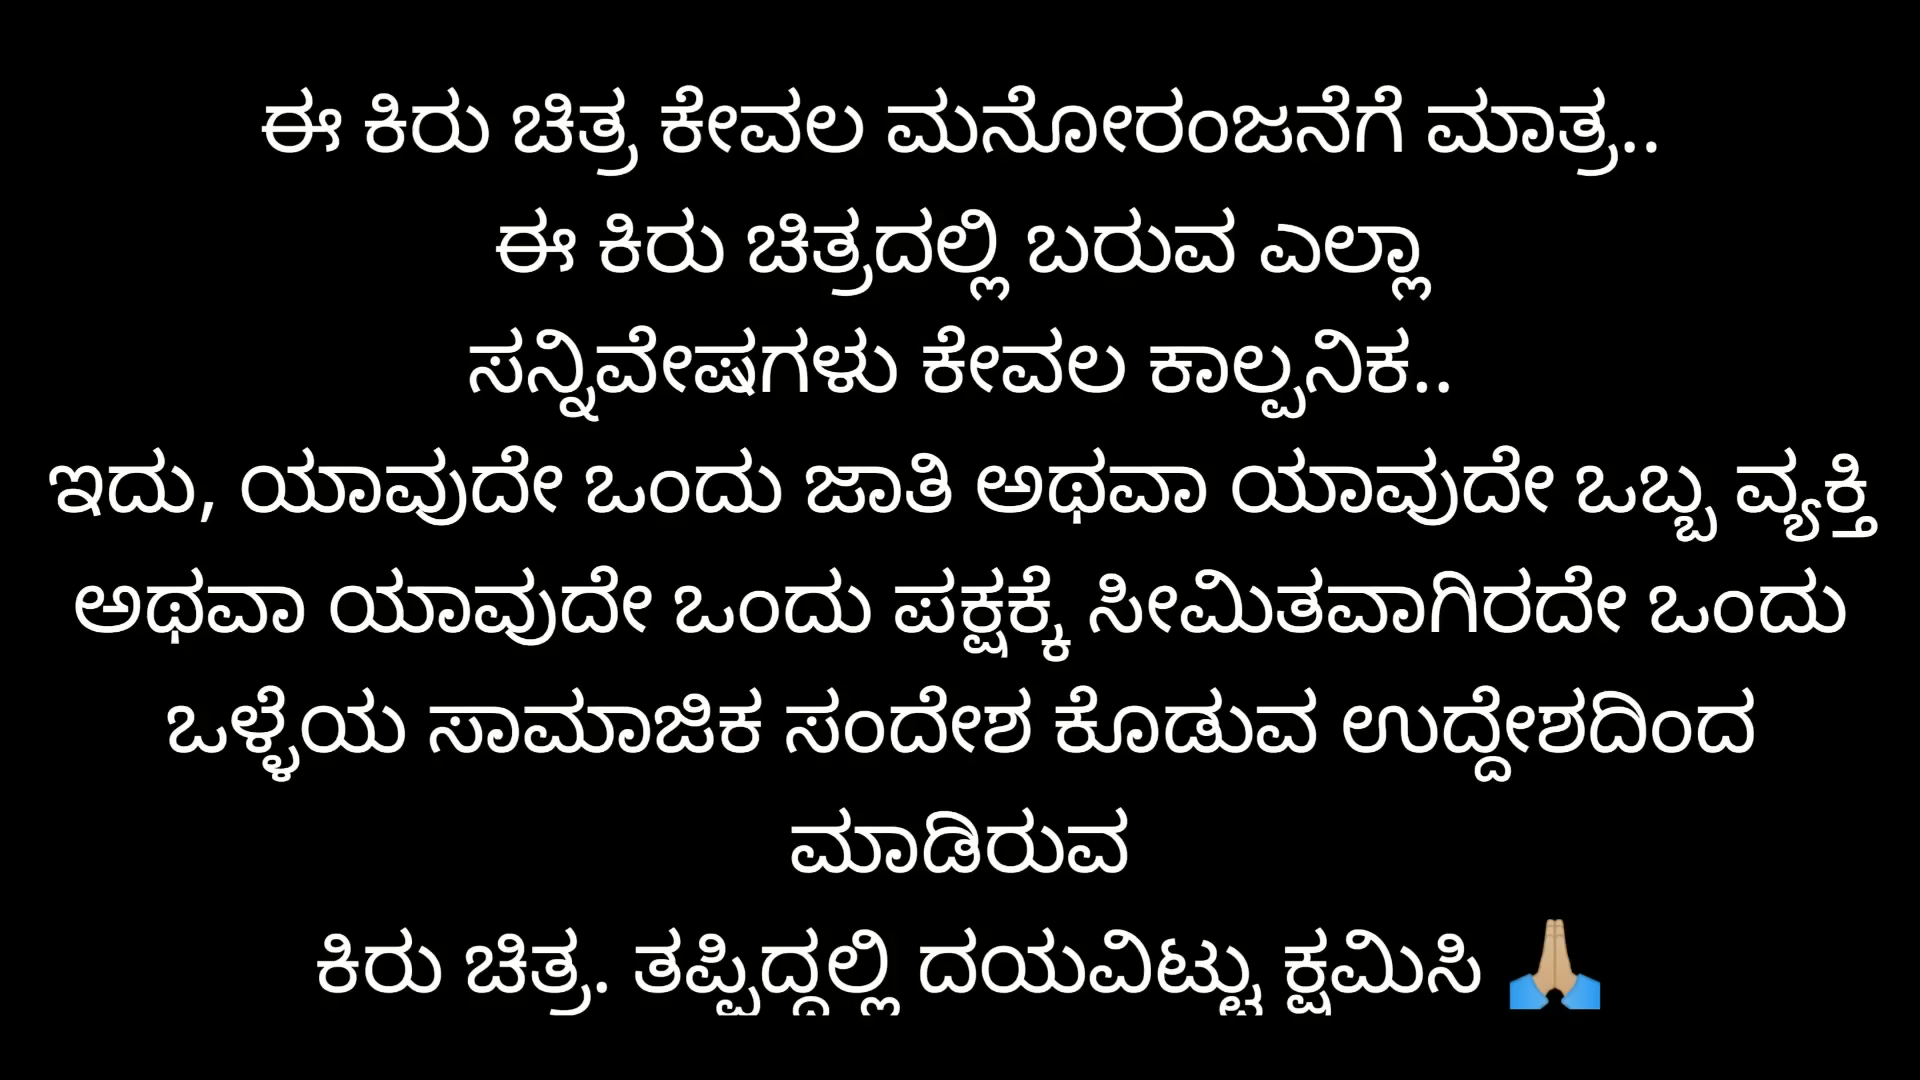 ಈ ಕಿರು ಚಿತ್ರ ಕೇವಲ ಮನೋರಂಜನೆಗೆ ಮಾತ್ರ..
ಈ ಕಿರು ಚಿತ್ರದಲ್ಲಿ ಬರುವ ಎಲ್ಲಾ
ಸನ್ನಿವೇಷಗಳು ಕೇವಲ ಕಾಲ್ಪನಿಕ..
ಇದು, ಯಾವುದೇ ಒಂದು ಜಾತಿ ಅಥವಾ ಯಾವುದೇ ಒಬ್ಬ ವ್ಯಕ್ತಿ
ಅಥವಾ ಯಾವುದೇ ಒಂದು ಪಕ್ಷಕ್ಕೆ ಸೀಮಿತವಾಗಿರದೇ ಒಂದು
ಒಳ್ಳೆಯ ಸಾಮಾಜಿಕ ಸಂದೇಶ ಕೊಡುವ ಉದ್ದೇಶದಿಂದ
ಮಾಡಿರುವ
ಕಿರು ಚಿತ್ರ. ತಪ್ಪಿದ್ದಲ್ಲಿ ದಯವಿಟ್ಟು ಕ್ಷಮಿಸಿ 🙏🏼